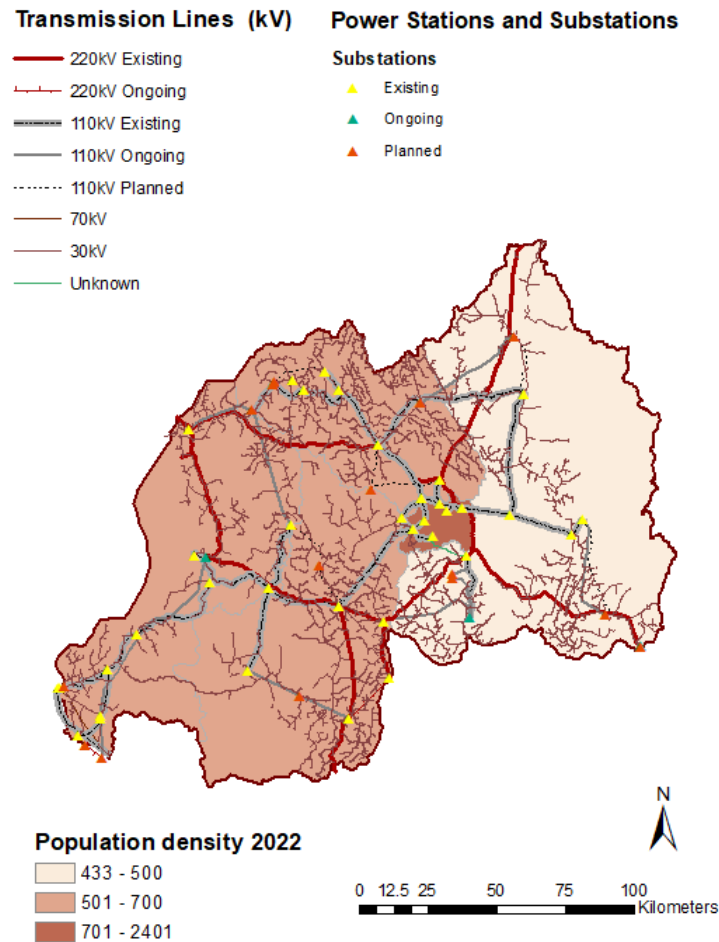 Transmission Lines (kV)
220kV Existing
220kV Ongoing
110kV Existing
110kV Ongoing
110kV Planned
70kV
30kV
Unknown
Power Stations and Substations
Substations
Existing
Ongoing
Planned
N
Population density 2022
433 - 500
501 - 700
701 - 2401
0 12.5 25 50 75 100
Kilometers